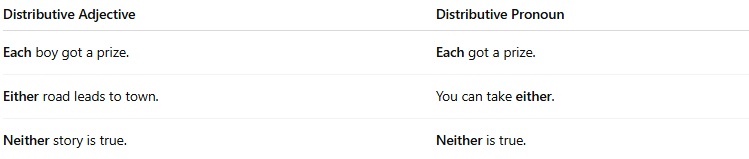 Distributive Adjective Distributive Pronoun
Each boy got a prize. Each got a prize.
Either road leads to town. You can take either.
Neither story is true. Neither is true.